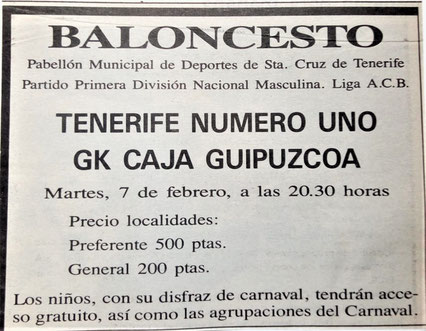 BALONCESTO
Pabellón Municipal de Deportes de Sta. Cruz de Tenerife
Partido Primera División Nacional Masculina. Liga A.C.B.
TENERIFE NUMERO UNO
GK CAJA GUIPUZCOA
Martes, 7 de febrero, a las 20.30 horas
Precio localidades:
Preferente 500 ptas.
General 200 ptas.
Los niños, con su disfraz de carnaval, tendrán acce-
so gratuito, así como las agrupaciones del Carnaval.